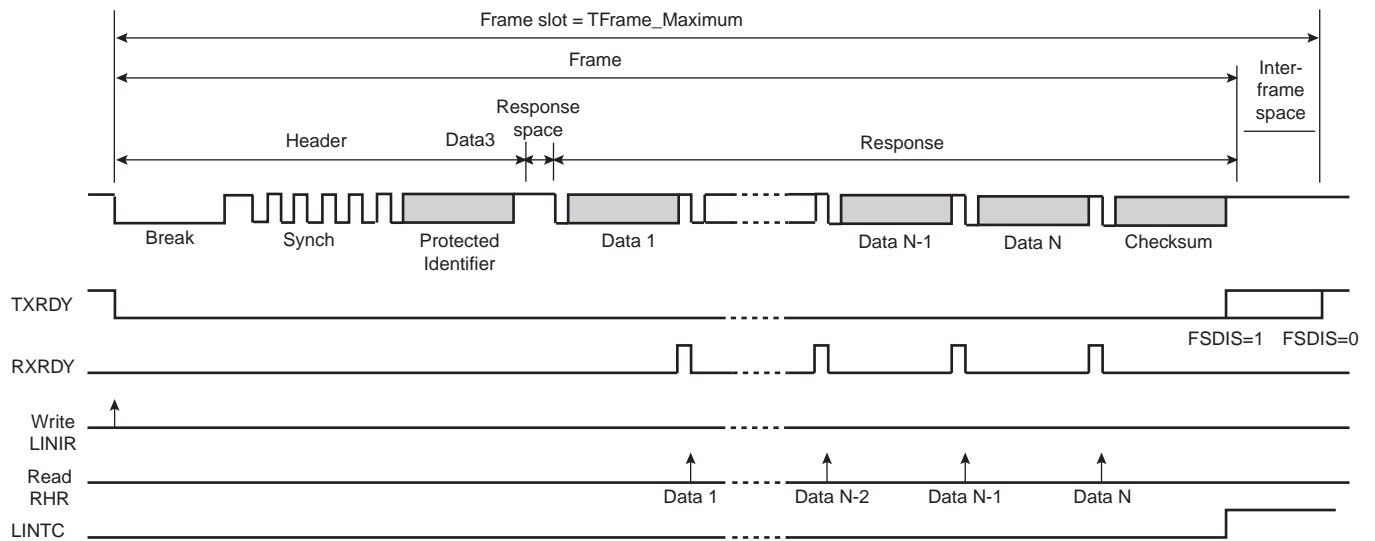 Frame slot = TFrame_Maximum
Frame
Inter-
frame
space
Response
space
Header
Data3
Response
Break
Synch
Protected
Identifier
Data 1
Data N-1
Data N
Checksum
TXRDY
FSDIS=1
FSDIS=0
RXRDY
Write
LINIR
Read
RHR
Data 1
Data N-2
Data N-1
Data N
LINTC